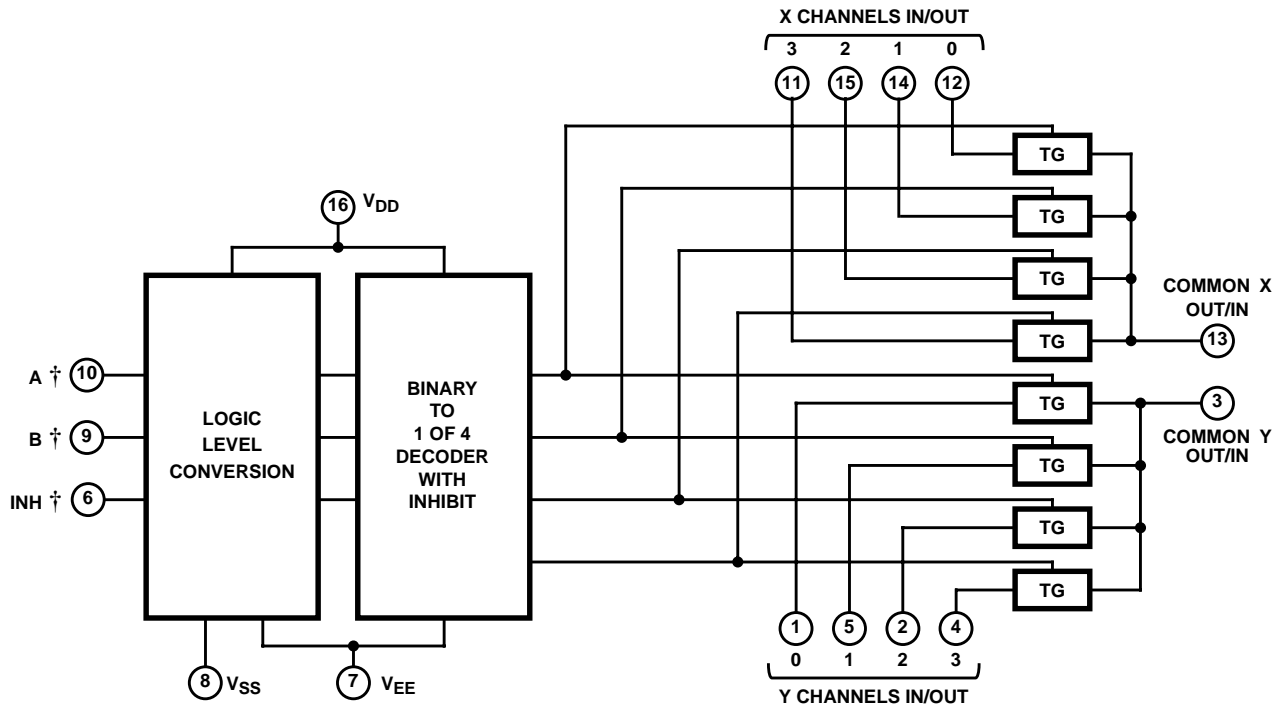 X CHANNELS IN/OUT
3 2 1 0
11 15 14 12
TG
TG
TG
TG
COMMON X
OUT/IN
13
16 VDD
A † 10
B † 9
INH † 6
LOGIC
LEVEL
CONVERSION
BINARY
TO
1 OF 4
DECODER
WITH
INHIBIT
TG
TG
TG
TG
3
COMMON Y
OUT/IN
1 5 2 4
0 1 2 3
Y CHANNELS IN/OUT
8 VSS
7 VEE